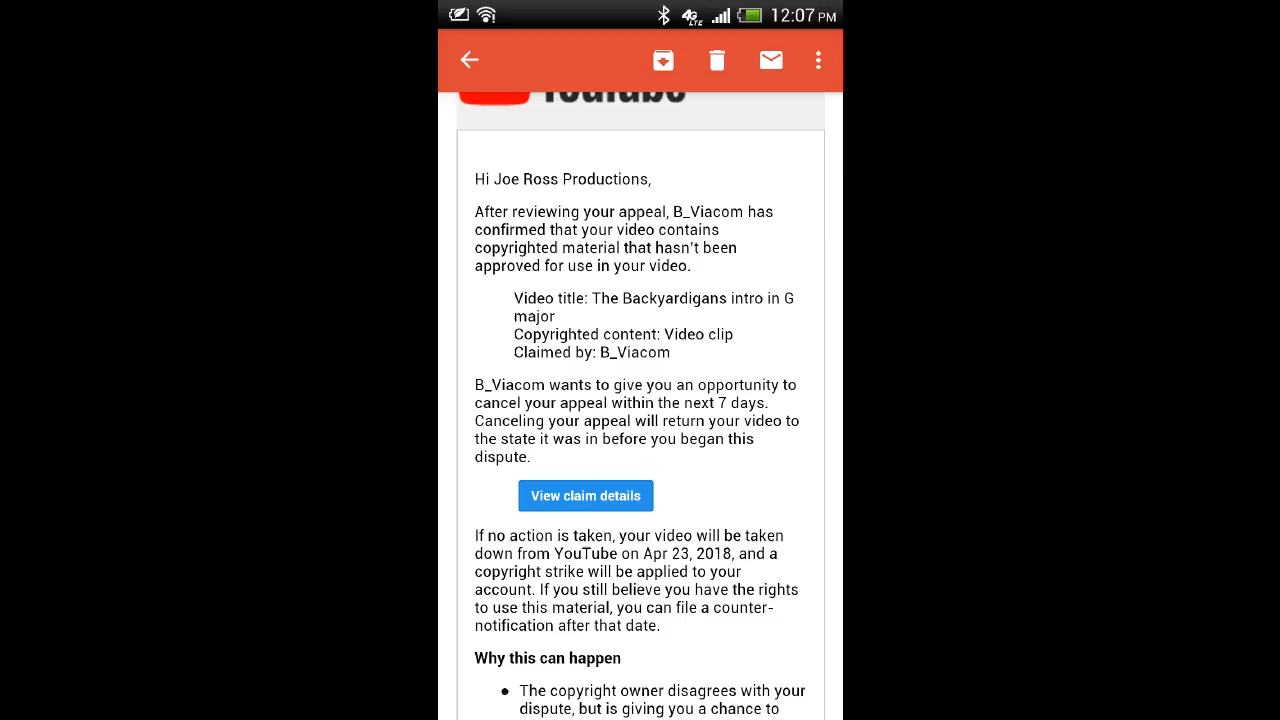 12:07 PM
YouTube
Hi Joe Ross Productions,
After reviewing your appeal, B_Viacom has
confirmed that your video contains
copyrighted material that hasn't been
approved for use in your video.
Video title: The Backyardigans intro in G
major
Copyrighted content: Video clip
Claimed by: B_Viacom
B_Viacom wants to give you an opportunity to
cancel your appeal within the next 7 days.
Canceling your appeal will return your video to
the state it was in before you began this
dispute.
View claim details
If no action is taken, your video will be taken
down from YouTube on Apr 23, 2018, and a
copyright strike will be applied to your
account. If you still believe you have the rights
to use this material, you can file a counter-
notification after that date.
Why this can happen
● The copyright owner disagrees with your
dispute, but is giving you a chance to